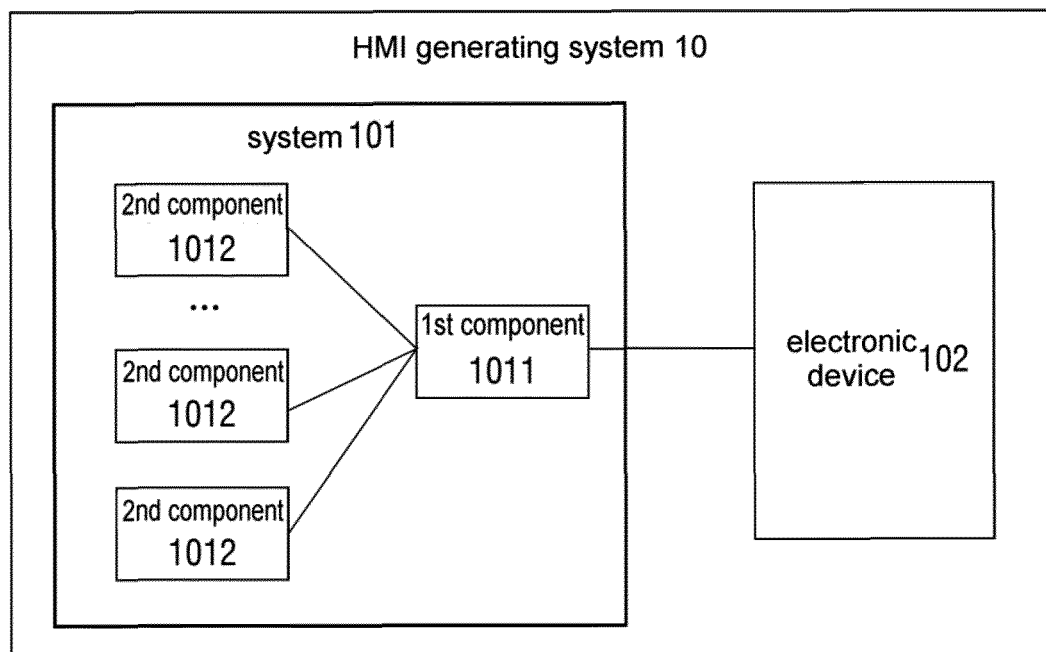 HMI generating system 10
system 101
2nd component
1012
...
2nd component
1012
2nd component
1012
1st component
1011
electronic
device 102